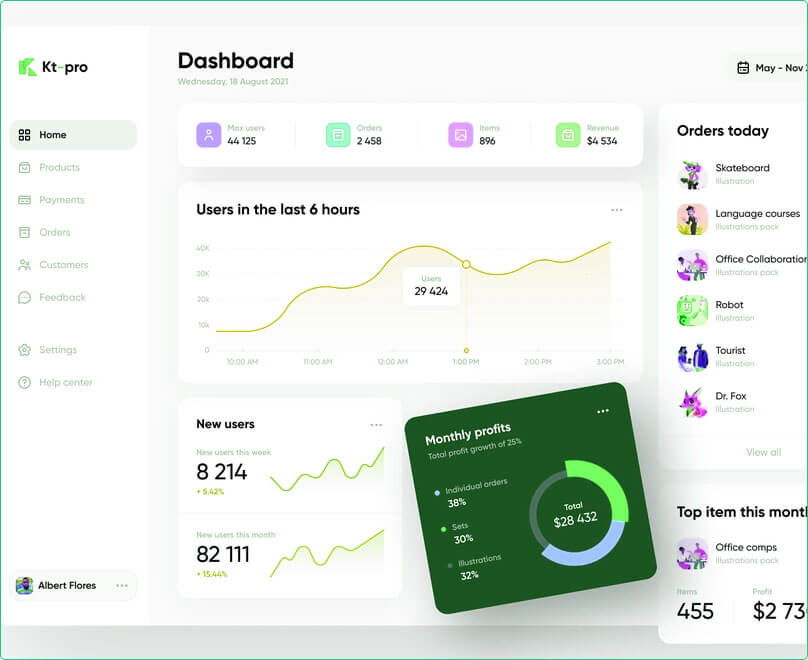 Kt-pro
Home
Products
Payments
Orders
Customers
Feedback
Settings
Help center
Albert Flores
Dashboard
Wednesday, 18 August 2021
May - Nov
Max users
44 125
Orders
2 458
Items
896
Revenue
$4 534
Users in the last 6 hours
40K
30K
20k
10k
0
Users
29 424
10:00 AM
11:00 AM
12:00 AM
1:00 PM
2:00 PM
3:00 PM
New users
New users this week
8 214
+ 5.42%
New users this month
82 111
+ 15.44%
Monthly profits
Total profit growth of 25%
Individual orders
38%
Sets
30%
Illustrations
32%
Total
$28 432
Orders today
Skateboard
Illustration
Language courses
Illustrations pack
Office Collaboration
Illustrations pack
Robot
Illustration
Tourist
Illustration
Dr. Fox
Illustration
View all
Top item this month
Office comps
Illustrations pack
Items
455
Profit
$2 73